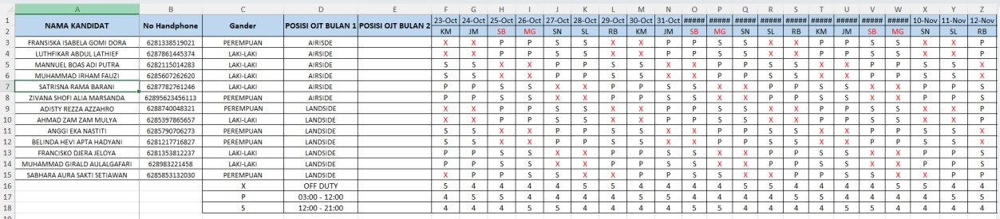 A B C D E F G H I J K L M N O P Q R S T U V W X Y Z
1 NAMA KANDIDAT No Handphone Gander POSISI OJT BULAN 1 POSISI OJT BULAN 2 23-Oct 24-Oct 25-Oct 26-Oct 27-Oct 28-Oct 29-Oct 30-Oct 31-Oct ##### ##### ##### ##### ##### ##### ##### ##### ##### 10-Nov 11-Nov 12-Nov
2 KM JM SB MG SN SL RB KM JM SB MG SN SL RB KM JM SB MG SN SL RB
3 FRANSISKA ISABELA GOMI DORA 6281338519021 PEREMPUAN AIRISDE X X P P S S X X P P S S X X P P S S X X P
4 LUTHFIKAR ABDUL LATHIEF 6287861445374 LAKI-LAKI AIRSIDE X X P P S S X X P P S S X X P P S S X X P
5 MANNUEL BOAS ADI PUTRA 6282115014283 LAKI-LAKI AIRSIDE S S X X P P S S X X P P S S X X P P S S X
6 MUHAMMAD IRHAM FAUZI 6285607262620 LAKI-LAKI AIRSIDE S S X X P P S S X X P P S S X X P P S S X
7 SATRISNA RAMA BARANI 6287782761246 LAKI-LAKI AIRSIDE P P S S X X P P S S X X P P S S X X P P S
8 ZIVANA SHOFI ALIA MARSANDA 62895623456113 PEREMPUAN AIRSIDE P P S S X X P P S S X X P P S S X X P P S
9 ADISTY REZZA AZZAHRO 6288740048321 PEREMPUAN LANDSIDE X X P P S S X X P P S S X X P P S S X X P
10 AHMAD ZAM ZAM MULYA 6285397865657 LAKI-LAKI LANDSIDE X X P P S S X X P P S S X X P P S S X X P
11 ANGGI EKA NASTITI 6285790706273 PEREMPUAN LANDSIDE S S X X P P S S X X P P S S X X P P S S X
12 BELINDA HEVI APTA HADYANI 6281217716827 PEREMPUAN LANDSIDE S S X X P P S S X X P P S S X X P P S S X
13 FRANCISKO DJERA JELOYA 6281353812237 LAKI-LAKI LANDSIDE P P S S X X P P S S X X P P S S X X P P S
14 MUHAMMAD GIRALD AULALGAFARI 628983221458 LAKI-LAKI LANDSIDE P P S S X X P P S S X X P P S S X X P P S
15 SABHARA AURA SAKTI SETIAWAN 6285853132030 PEREMPUAN LANDSIDE X P P S S X X P P S S X X P P S S X X P P
16 X OFF DUTY 5 4 4 4 4 5 5 4 4 4 4 5 5 4 4 4 4 5 5 4 4
17 P 03:00 - 12:00 4 5 5 4 4 4 4 5 5 4 4 4 4 5 5 4 4 4 4 5 5
18 S 12:00 - 21:00 4 4 4 5 5 4 4 4 4 5 5 4 4 4 4 5 5 4 4 4 4